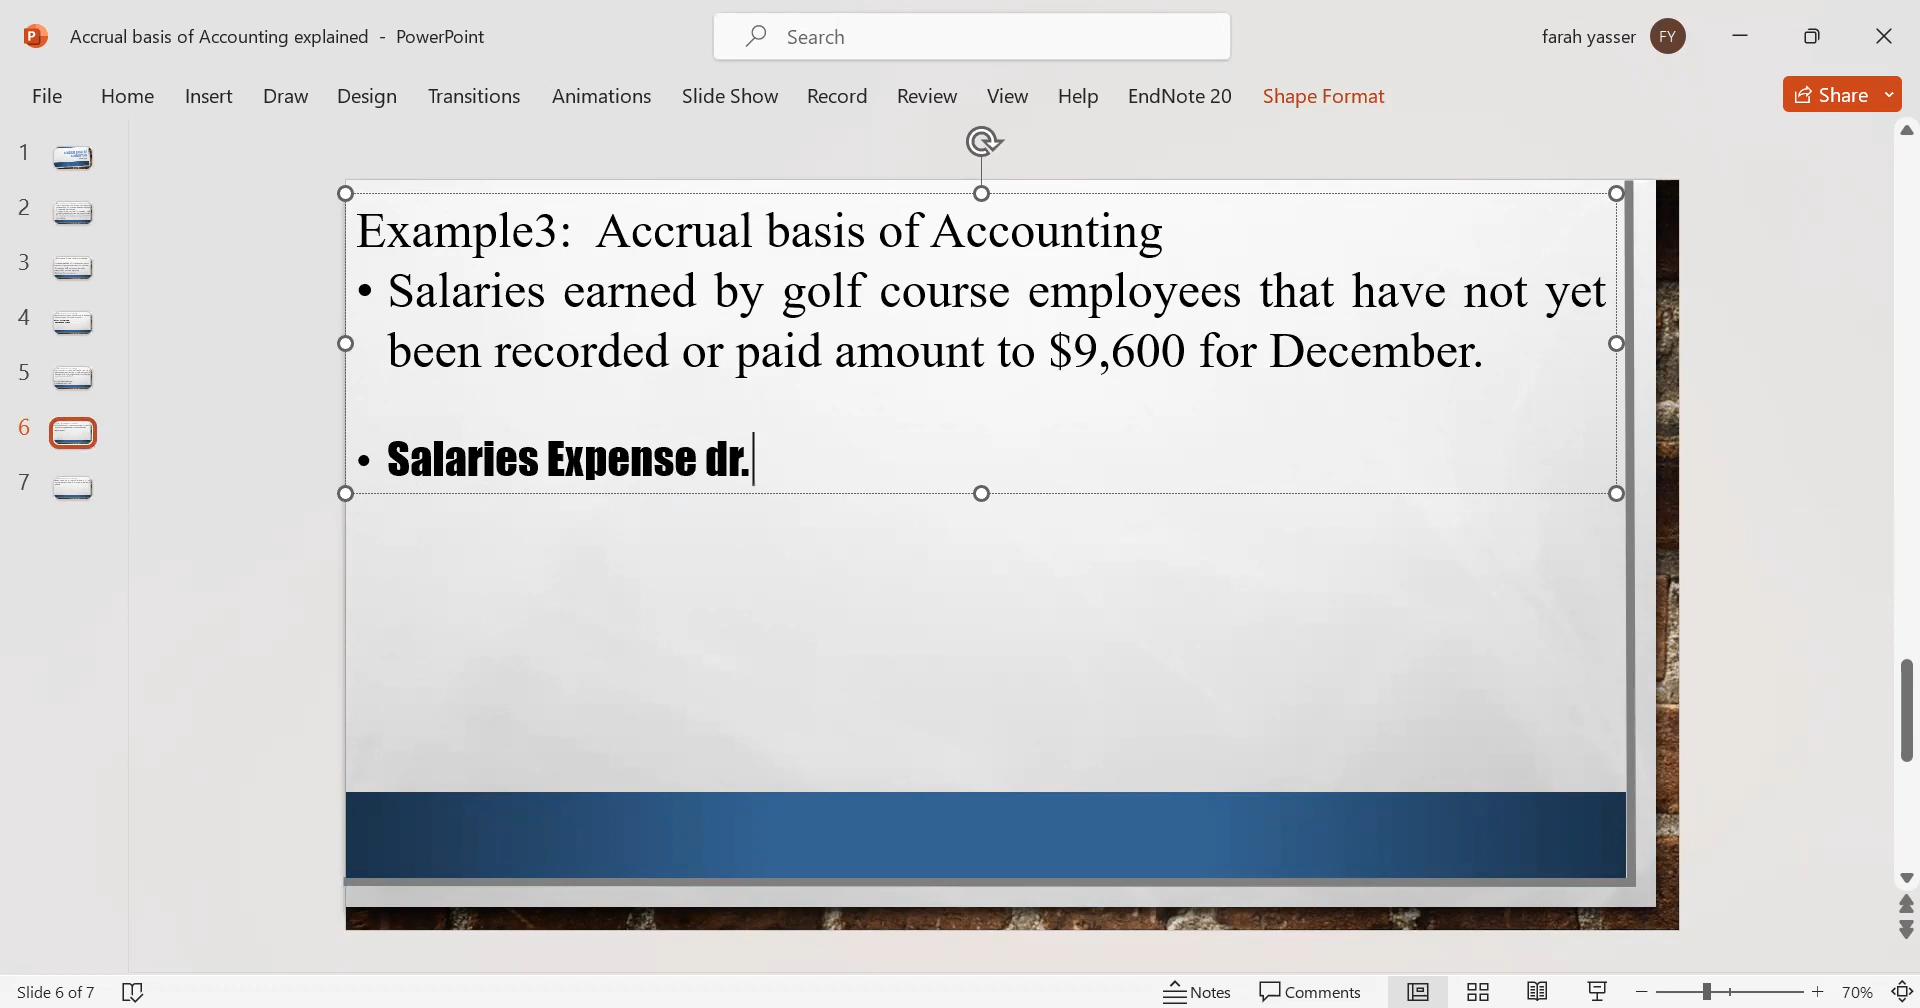 Accrual basis of Accounting explained - PowerPoint
Search
farah yasser
FY
File Home Insert Draw Design Transitions Animations Slide Show Record Review View Help EndNote 20 Shape Format
Share
1
2
3
4
5
6
7
Example3: Accrual basis of Accounting
• Salaries earned by golf course employees that have not yet
been recorded or paid amount to $9,600 for December.
• Salaries Expense dr.
Slide 6 of 7
Notes
Comments
70%